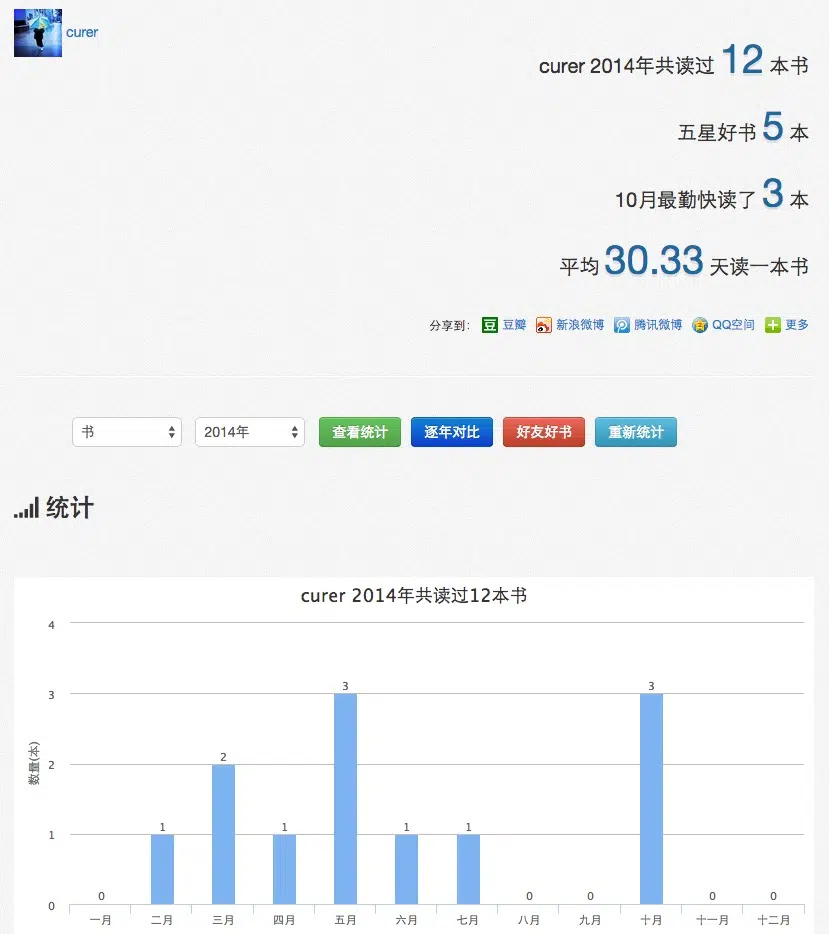 curer
curer 2014年共读过 12 本书
五星好书 5 本
10月最勤快读了 3 本
平均 30.33 天读一本书
分享到： 豆 豆瓣 新浪微博 腾讯微博 QQ空间 更多
书 2014年 查看统计 逐年对比 好友好书 重新统计
统计
curer 2014年共读过12本书
4
3
2
1
0
数量(本)
0 1 2 1 3 1 1 0 0 3 0 0
一月 二月 三月 四月 五月 六月 七月 八月 九月 十月 十一月 十二月